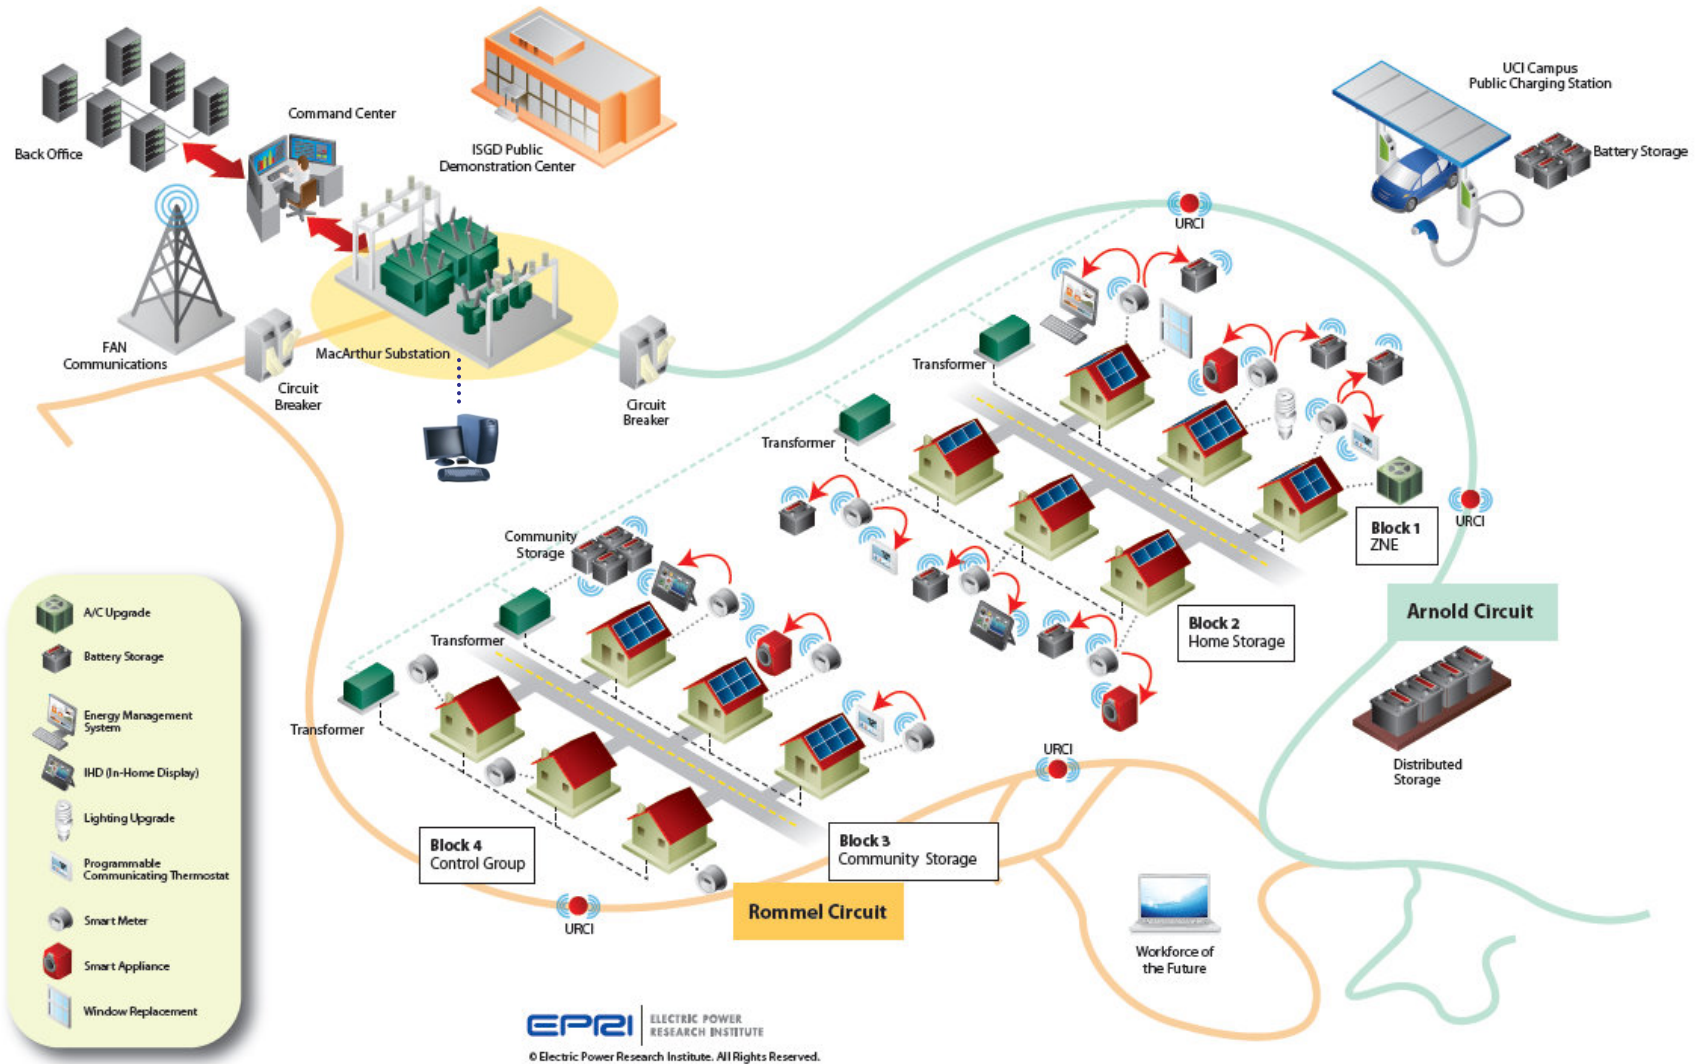 Back Office
Command Center
ISGD Public
Demonstration Center
UCI Campus
Public Charging Station
Battery Storage
FAN
Communications
MacArthur Substation
Circuit
Breaker
Circuit
Breaker
URCI
Transformer
Transformer
Community
Storage
Transformer
Transformer
URCI
Block 1
ZNE
Block 2
Home Storage
Arnold Circuit
Distributed
Storage
URCI
Block 4
Control Group
Block 3
Community Storage
Rommel Circuit
URCI
Workforce of
the Future
A/C Upgrade
Battery Storage
Energy Management
System
IHD (In-Home Display)
Lighting Upgrade
Programmable
Communicating Thermostat
Smart Meter
Smart Appliance
Window Replacement
EPRI
ELECTRIC POWER
RESEARCH INSTITUTE
© Electric Power Research Institute. All Rights Reserved.